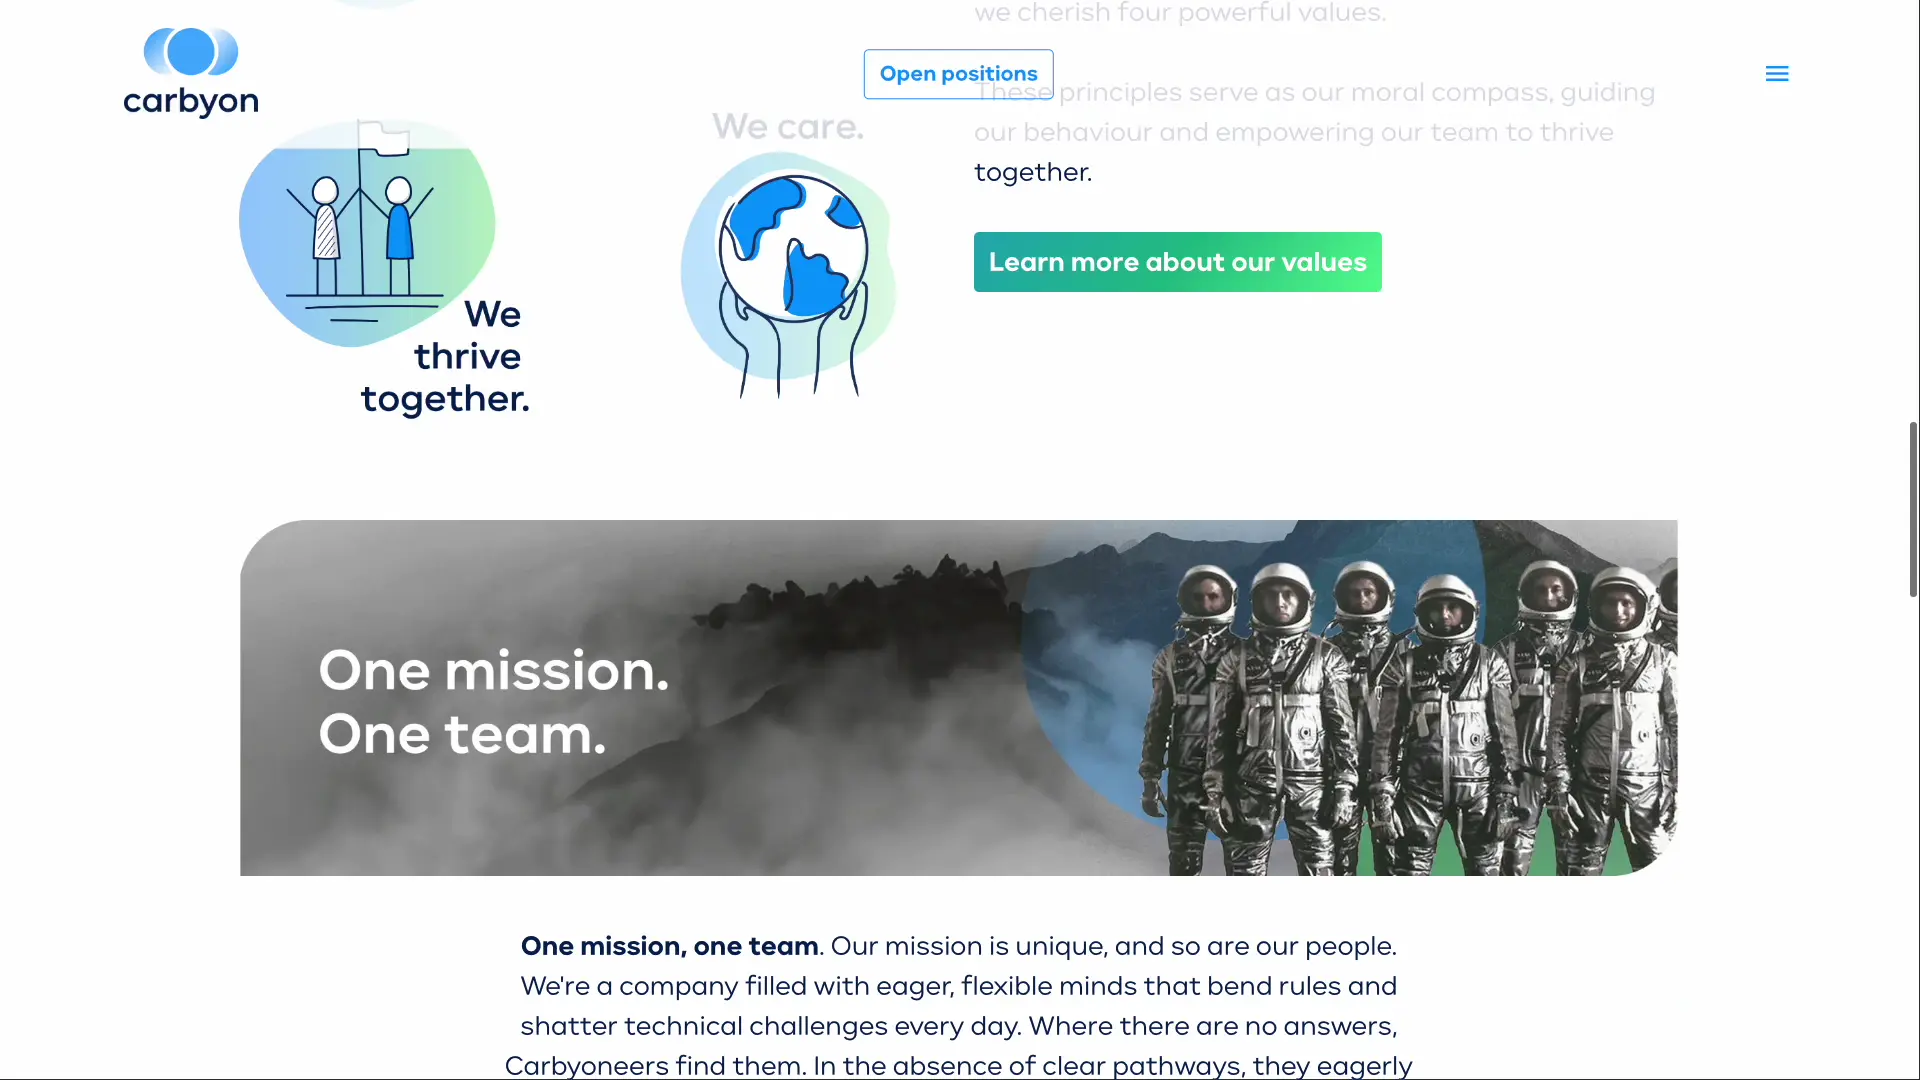 carbyon
Open positions
we cherish four powerful values.
These principles serve as our moral compass, guiding
our behaviour and empowering our team to thrive
together.
Learn more about our values
We care.
We
thrive
together.
One mission.
One team.
One mission, one team. Our mission is unique, and so are our people.
We're a company filled with eager, flexible minds that bend rules and
shatter technical challenges every day. Where there are no answers,
Carbyoneers find them. In the absence of clear pathways, they eagerly